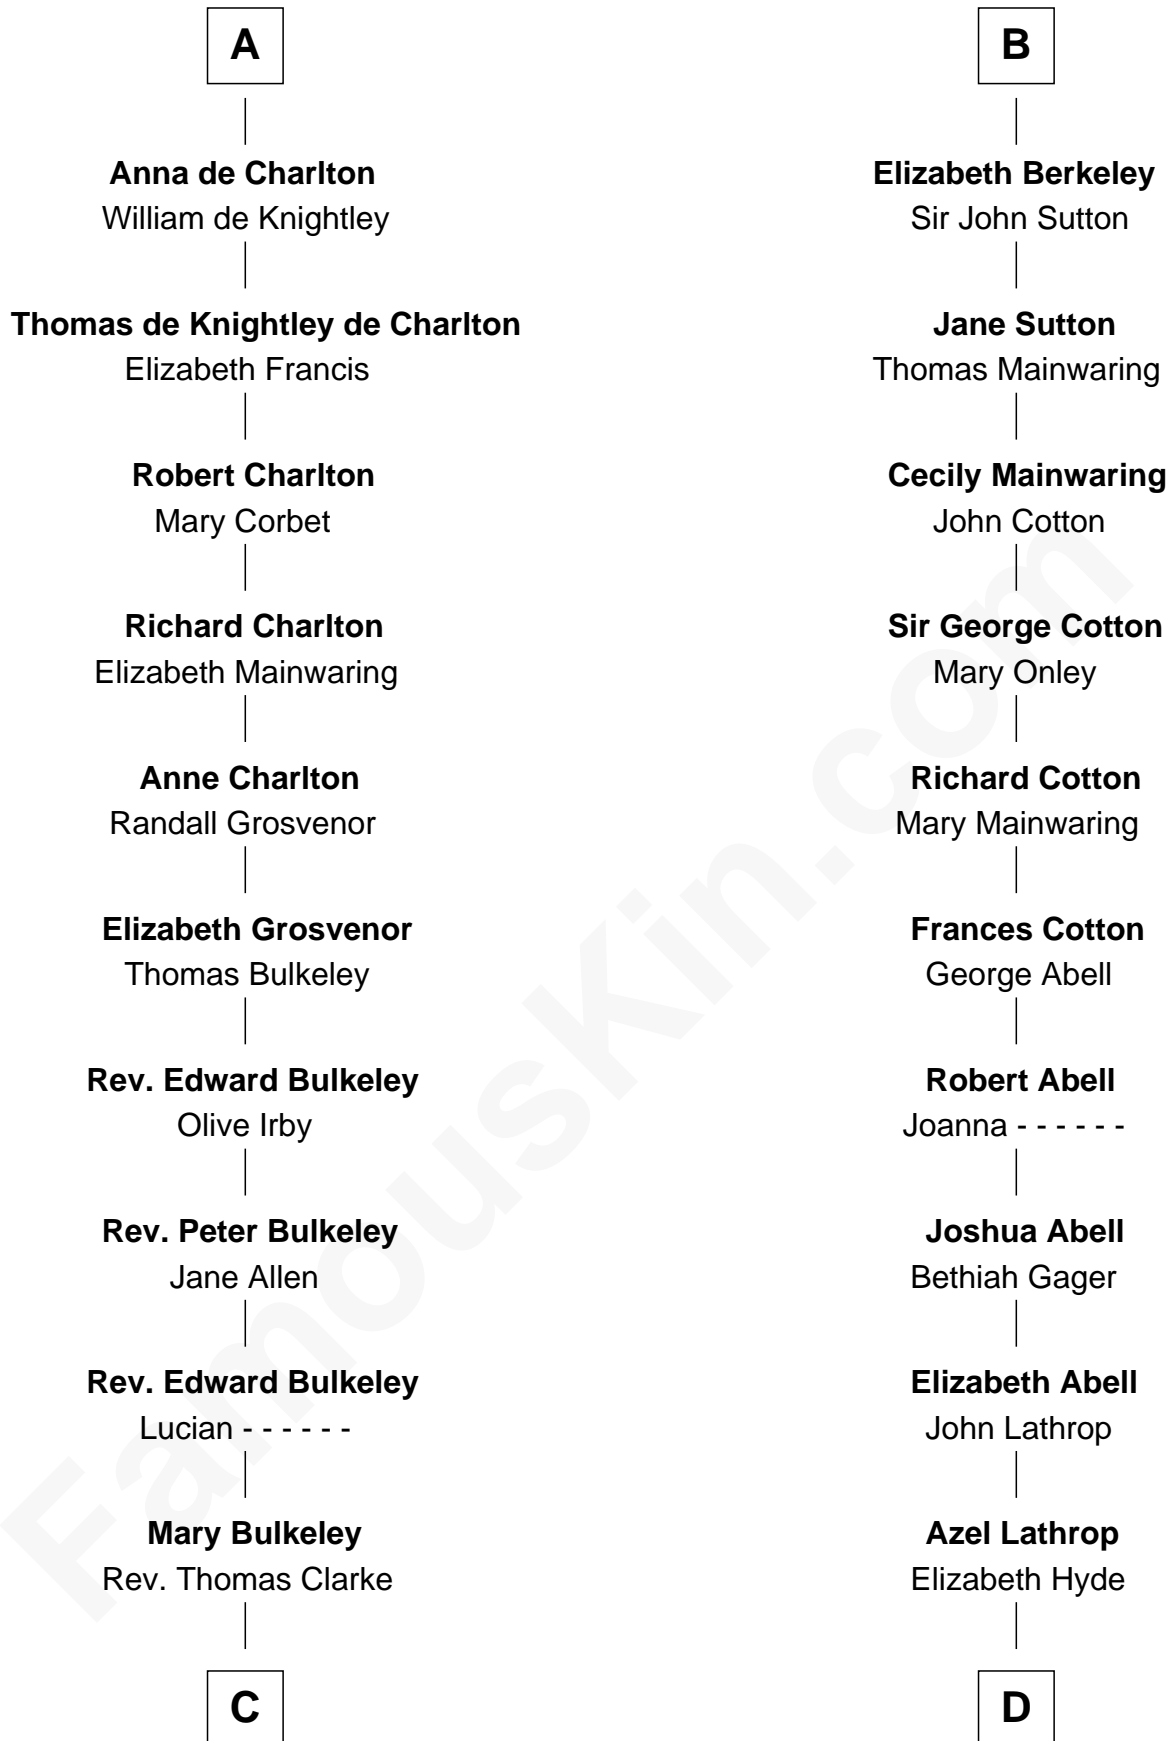 A
Anna de Charlton
William de Knightley
Thomas de Knightley de Charlton
Elizabeth Francis
Robert Charlton
Mary Corbet
Richard Charlton
Elizabeth Mainwaring
Anne Charlton
Randall Grosvenor
Elizabeth Grosvenor
Thomas Bulkeley
Rev. Edward Bulkeley
Olive Irby
Rev. Peter Bulkeley
Jane Allen
Rev. Edward Bulkeley
Lucian - - - - - -
Mary Bulkeley
Rev. Thomas Clarke
C
B
Elizabeth Berkeley
Sir John Sutton
Jane Sutton
Thomas Mainwaring
Cecily Mainwaring
John Cotton
Sir George Cotton
Mary Onley
Richard Cotton
Mary Mainwaring
Frances Cotton
George Abell
Robert Abell
Joanna - - - - - -
Joshua Abell
Bethiah Gager
Elizabeth Abell
John Lathrop
Azel Lathrop
Elizabeth Hyde
D
FamousKin.com